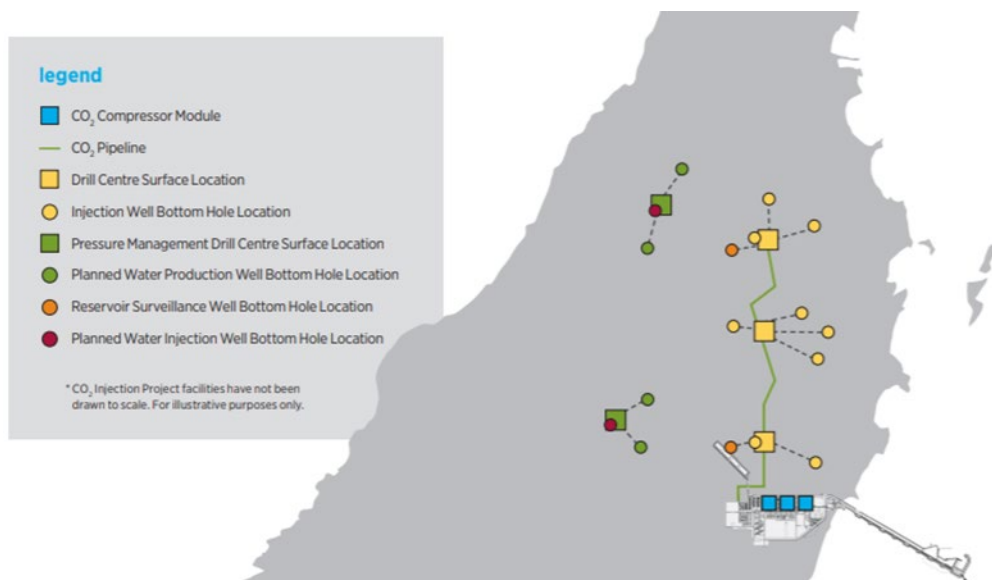 legend
CO₂ Compressor Module
CO₂ Pipeline
Drill Centre Surface Location
Injection Well Bottom Hole Location
Pressure Management Drill Centre Surface Location
Planned Water Production Well Bottom Hole Location
Reservoir Surveillance Well Bottom Hole Location
Planned Water Injection Well Bottom Hole Location
* CO₂ Injection Project facilities have not been
drawn to scale. For illustrative purposes only.